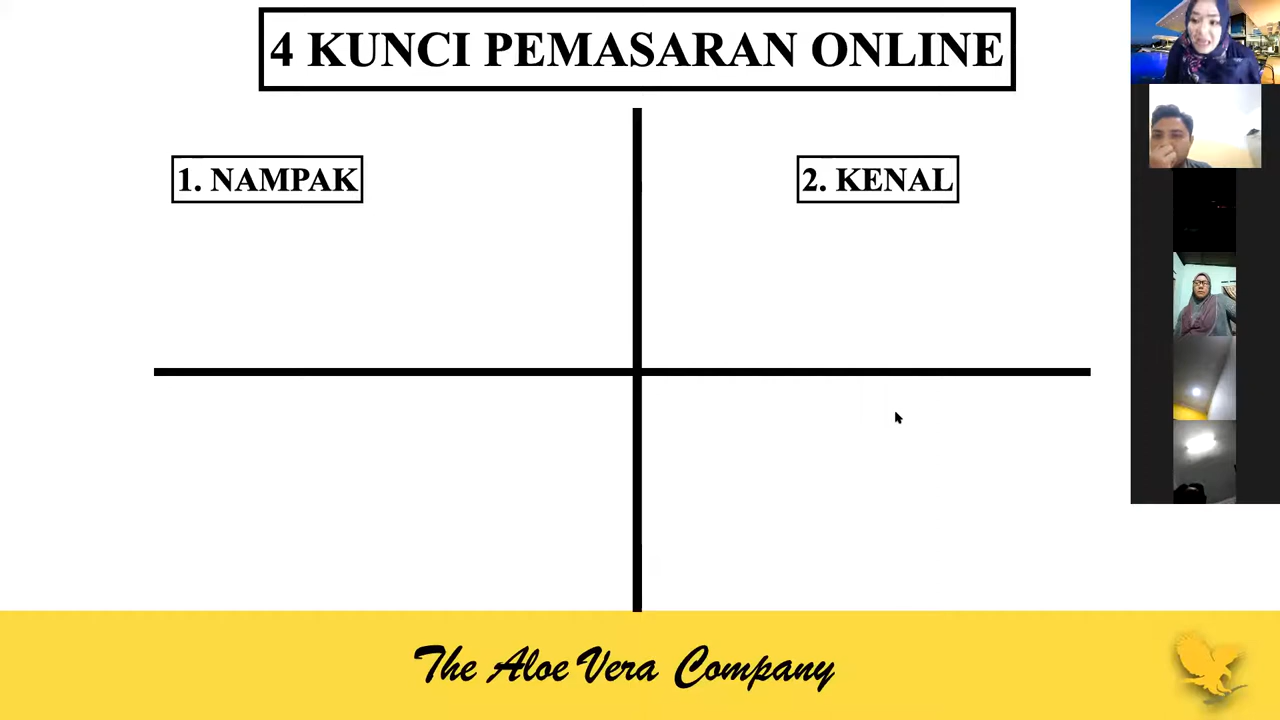 4 KUNCI PEMASARAN ONLINE
1. NAMPAK
2. KENAL
The Aloe Vera Company